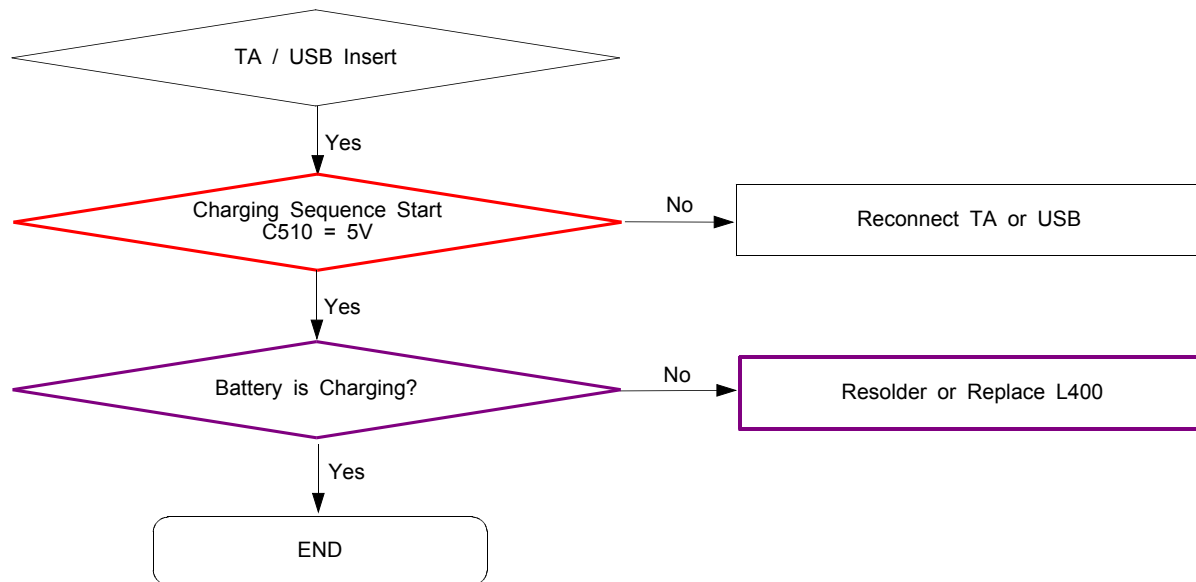 TA / USB Insert
Yes
Charging Sequence Start
C510 = 5V
No
Reconnect TA or USB
Yes
Battery is Charging?
No
Resolder or Replace L400
Yes
END